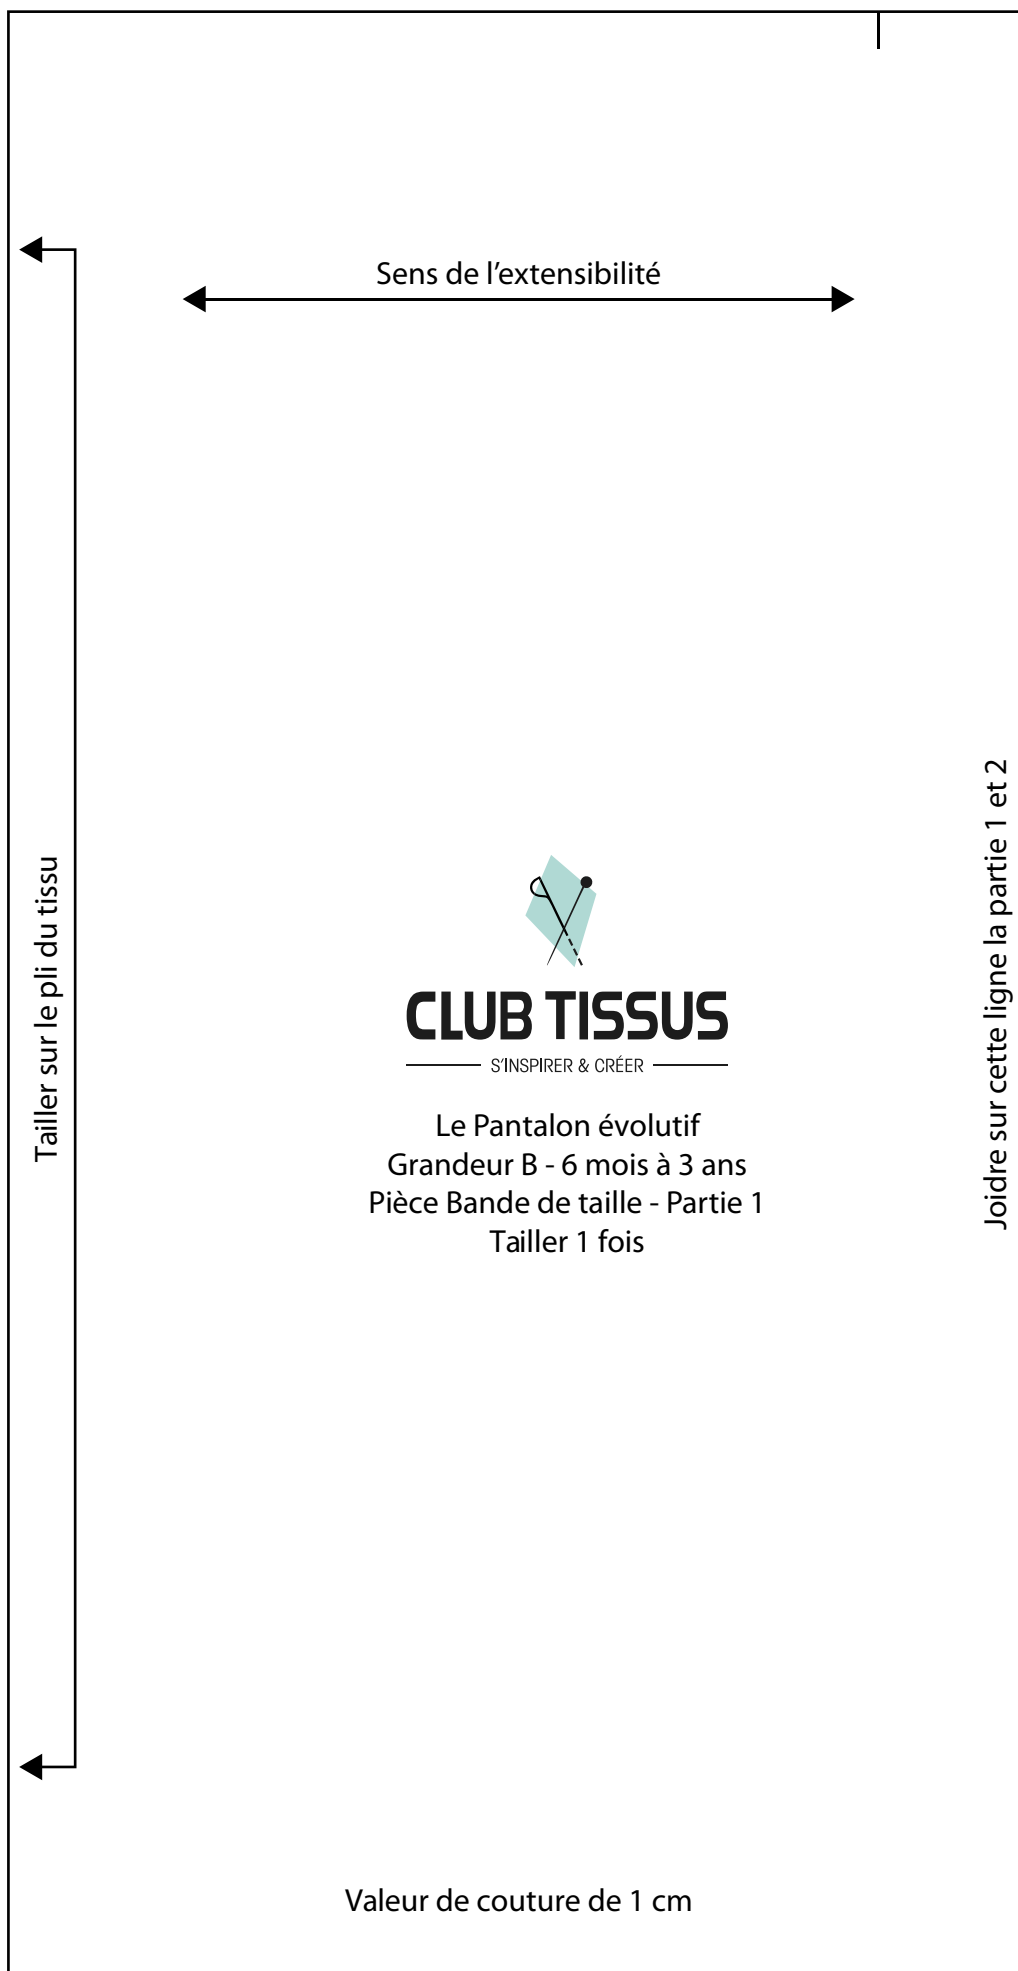 Sens de l’extensibilité
Tailler sur le pli du tissu
Joidre sur cette ligne la partie 1 et 2
CLUB TISSUS
S'INSPIRER & CRÉER
Le Pantalon évolutif
Grandeur B - 6 mois à 3 ans
Pièce Bande de taille - Partie 1
Tailler 1 fois
Valeur de couture de 1 cm